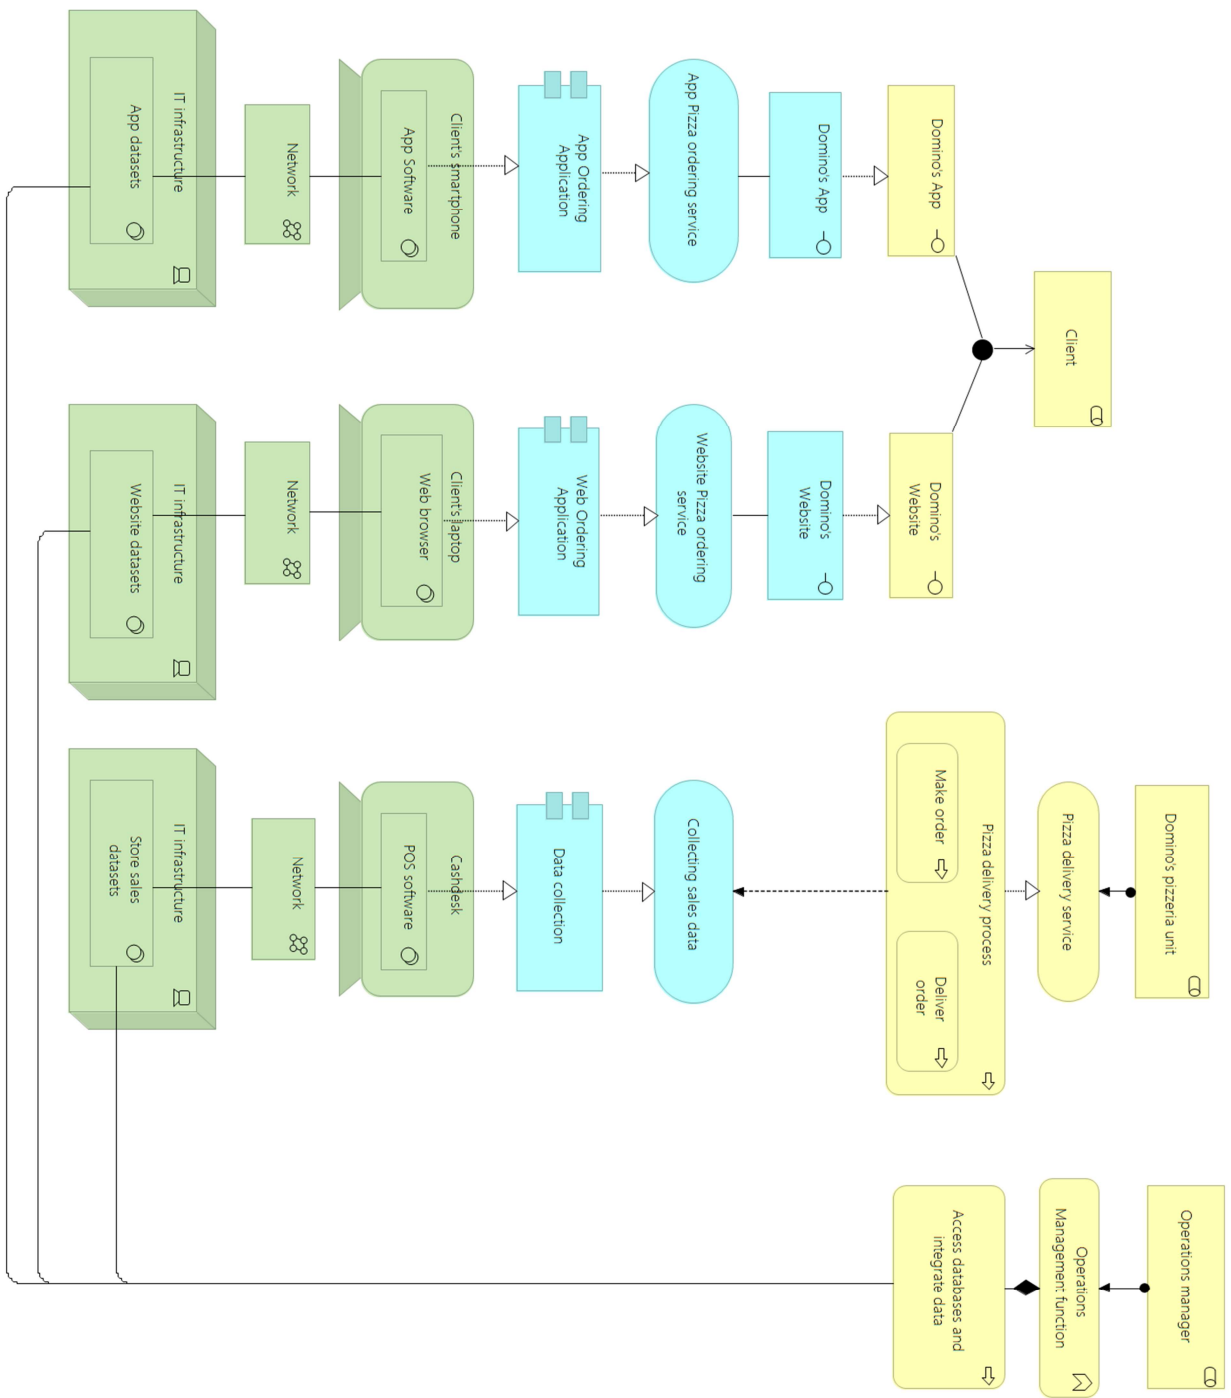 Client
Domino's pizzeria unit
Operations manager
Pizza delivery service
Operations
Management function
Domino's App
Domino's
Website
Pizza delivery process
Make order
Deliver
order
Access databases and
integrate data
Domino's App
Domino's
Website
App Pizza ordering service
Website Pizza ordering
service
Collecting sales data
App Ordering
Application
Web Ordering
Application
Data collection
Client's smartphone
App Software
Client's laptop
Web browser
Cashdesk
POS software
Network
Network
Network
IT infrastructure
App datasets
IT infrastructure
Website datasets
IT infrastructure
Store sales
datasets